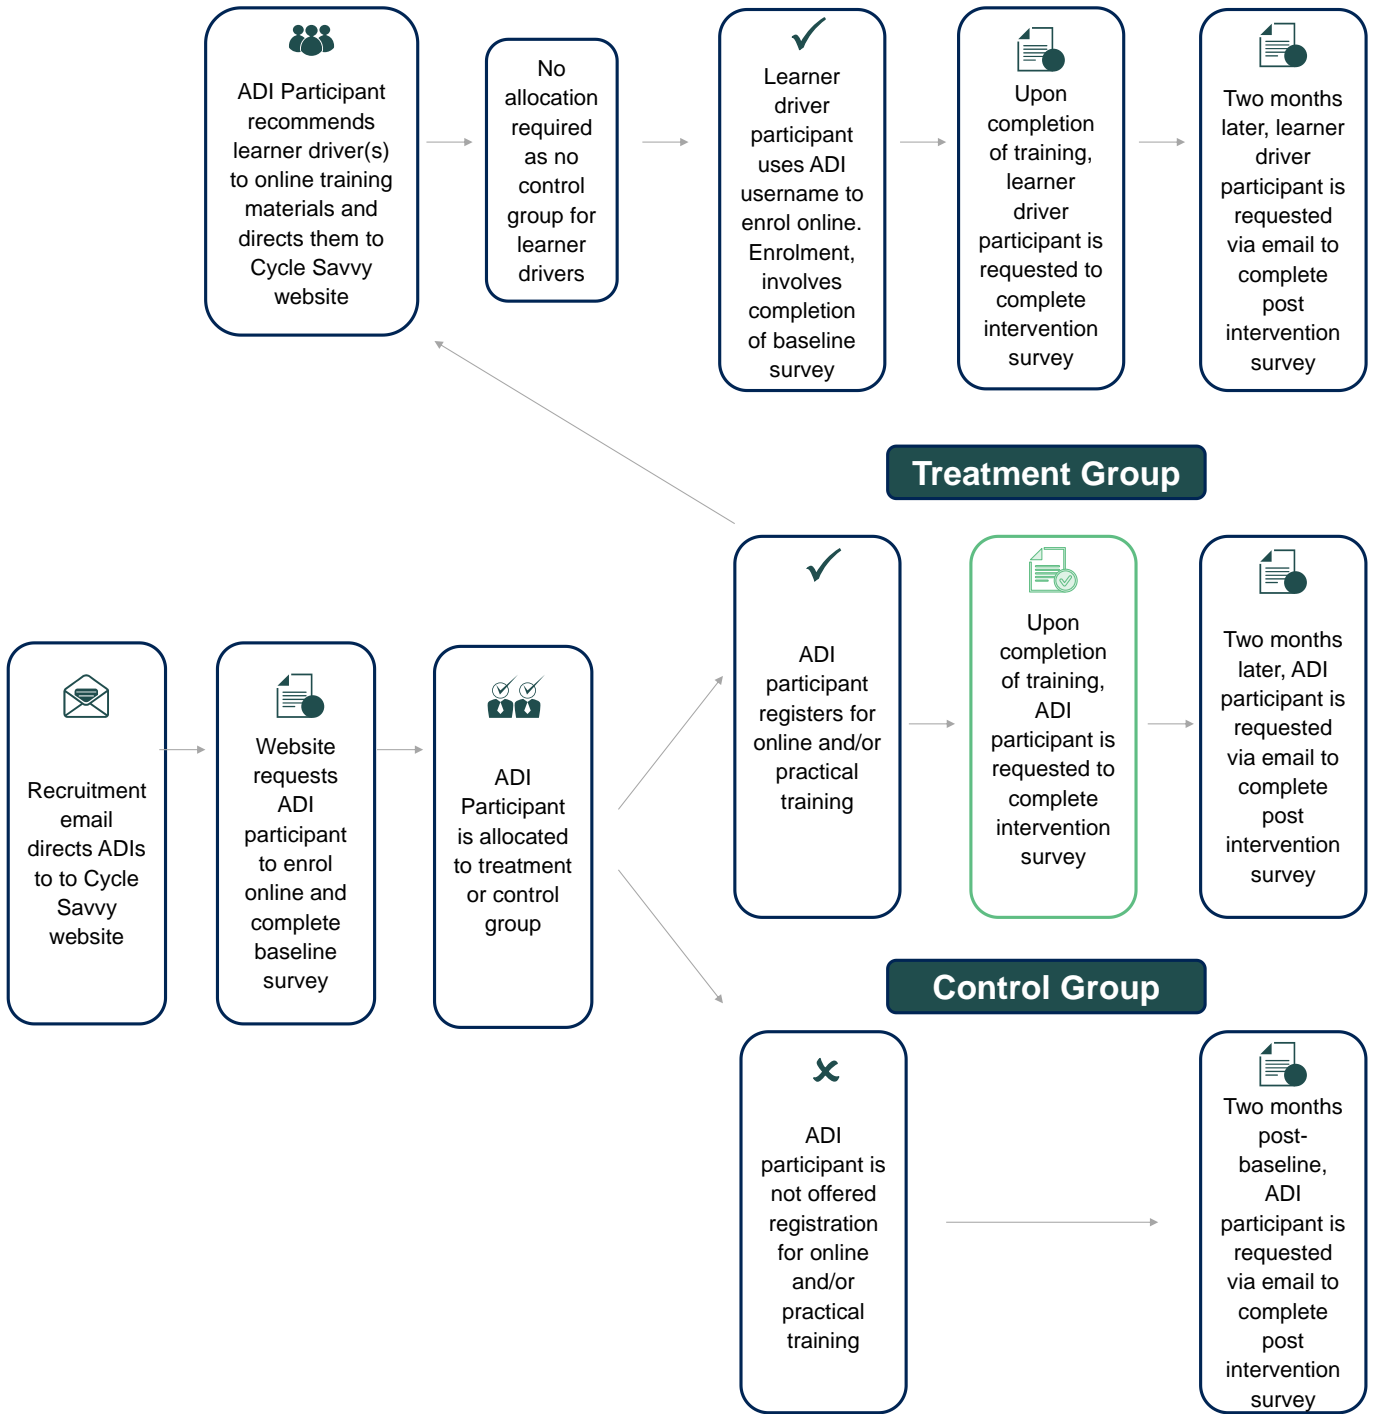 ADI Participant
recommends
learner driver(s)
to online training
materials and
directs them to
Cycle Savvy
website
No
allocation
required
as no
control
group for
learner
drivers
Learner
driver
participant
uses ADI
username to
enrol online.
Enrolment,
involves
completion
of baseline
survey
Upon
completion
of training,
learner
driver
participant is
requested to
complete
intervention
survey
Two months
later, learner
driver
participant is
requested
via email to
complete
post
intervention
survey
Treatment Group
Recruitment
email
directs ADIs
to to Cycle
Savvy
website
Website
requests
ADI
participant
to enrol
online and
complete
baseline
survey
ADI
Participant
is allocated
to treatment
or control
group
ADI
participant
registers for
online and/or
practical
training
Upon
completion
of training,
ADI
participant is
requested to
complete
intervention
survey
Two months
later, ADI
participant is
requested
via email to
complete
post
intervention
survey
Control Group
ADI
participant is
not offered
registration
for online
and/or
practical
training
Two months
post-
baseline,
ADI
participant is
requested
via email to
complete
post
intervention
survey